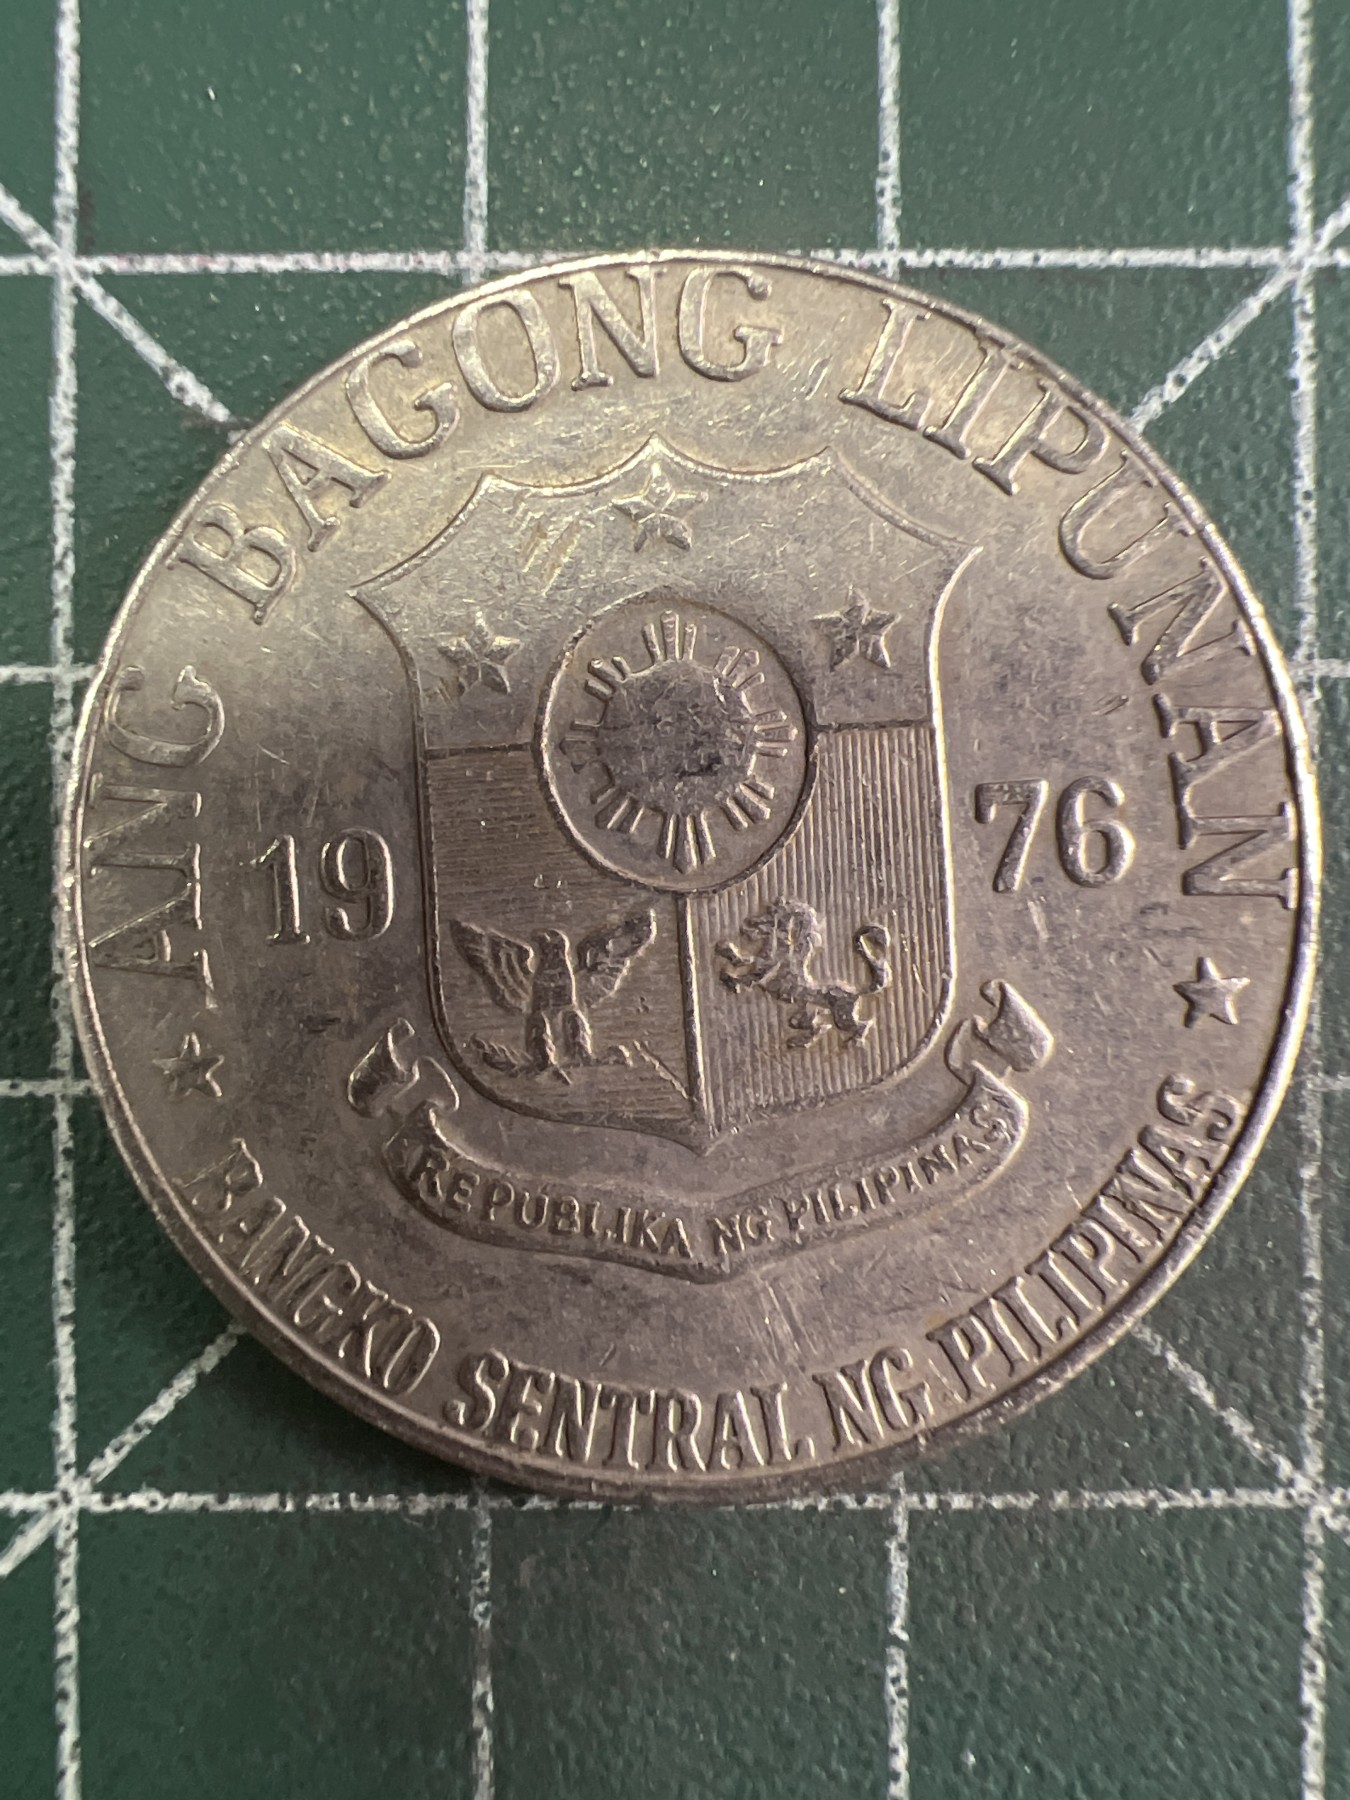 ANG BAGONG LIPUNAN
19 76
REPUBLIKA NG PILIPINAS
BANGKO SENTRAL NG PILIPINAS